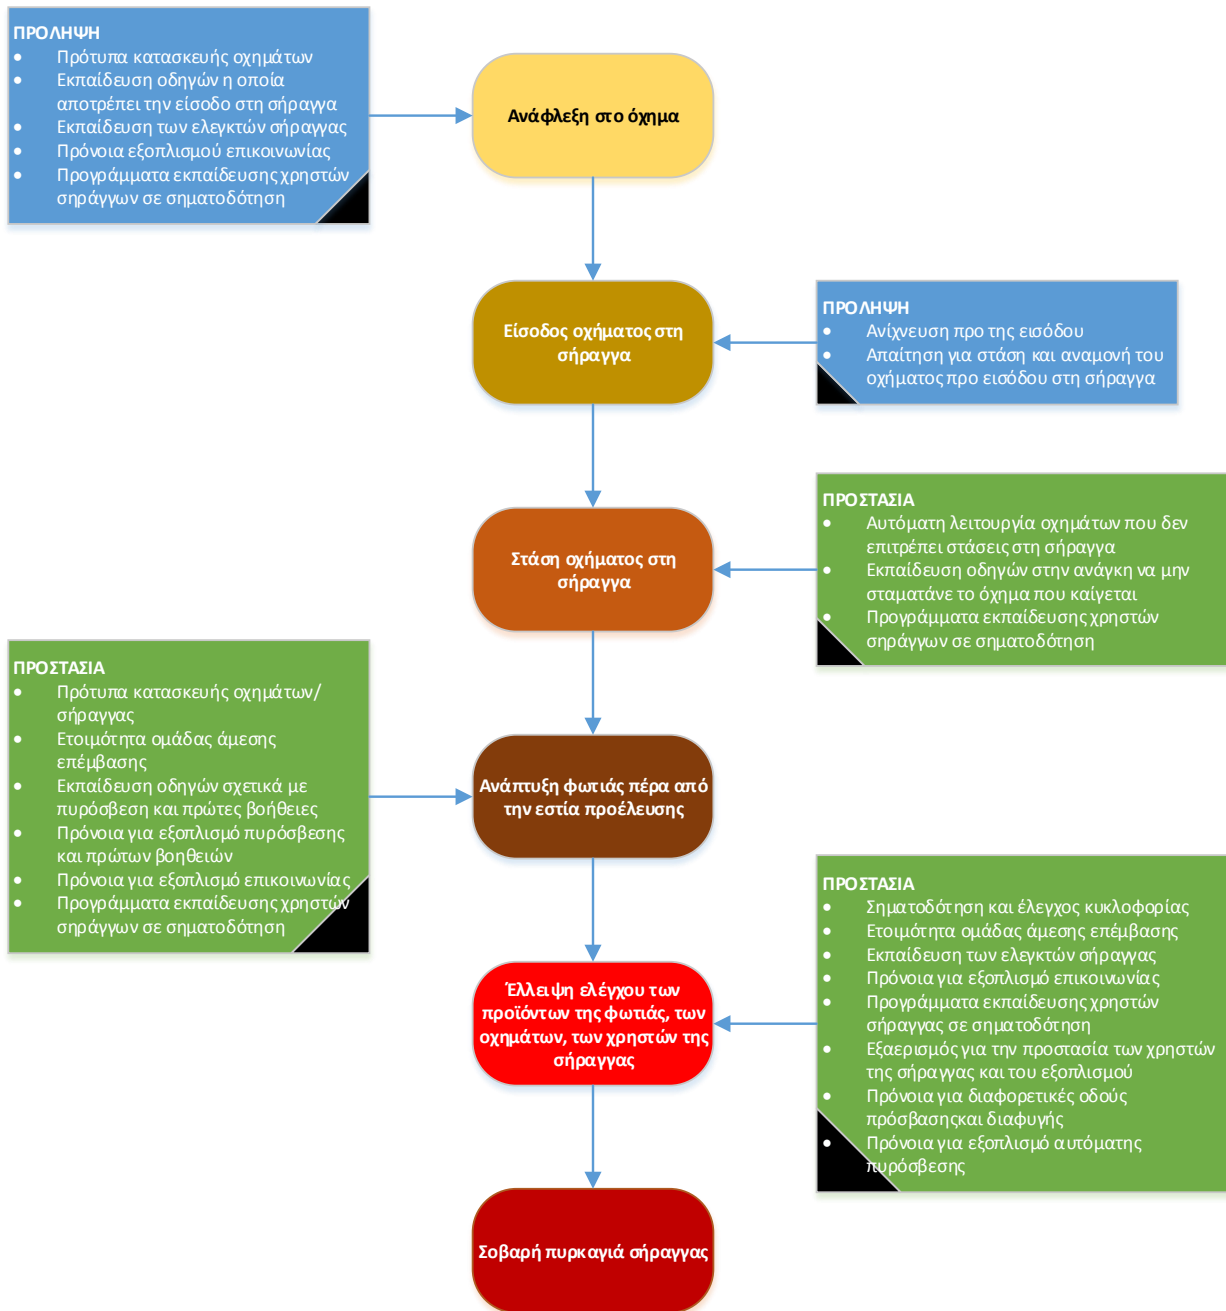 ΠΡΟΛΗΨΗ
• Πρότυπα κατασκευής οχημάτων
• Εκπαίδευση οδηγών η οποία
αποτρέπει την είσοδο στη σήραγγα
• Εκπαίδευση των ελεγκτών σήραγγας
• Πρόνοια εξοπλισμού επικοινωνίας
• Προγράμματα εκπαίδευσης χρηστών
σηράγγων σε σηματοδότηση
Ανάφλεξη στο όχημα
Είσοδος οχήματος στη
σήραγγα
ΠΡΟΛΗΨΗ
• Ανίχνευση προ της εισόδου
• Απαίτηση για στάση και αναμονή του
οχήματος προ εισόδου στη σήραγγα
Στάση οχήματος στη
σήραγγα
ΠΡΟΣΤΑΣΙΑ
• Αυτόματη λειτουργία οχημάτων που δεν
επιτρέπει στάσεις στη σήραγγα
• Εκπαίδευση οδηγών στην ανάγκη να μην
σταματάνε το όχημα που καίγεται
• Προγράμματα εκπαίδευσης χρηστών
σηράγγων σε σηματοδότηση
ΠΡΟΣΤΑΣΙΑ
• Πρότυπα κατασκευής οχημάτων/
σήραγγας
• Ετοιμότητα ομάδας άμεσης
επέμβασης
• Εκπαίδευση οδηγών σχετικά με
πυρόσβεση και πρώτες βοήθειες
• Πρόνοια για εξοπλισμό πυρόσβεσης
και πρώτων βοηθειών
• Πρόνοια για εξοπλισμό επικοινωνίας
• Προγράμματα εκπαίδευσης χρηστών
σηράγγων σε σηματοδότηση
Ανάπτυξη φωτιάς πέρα από
την εστία προέλευσης
Έλλειψη ελέγχου των
προϊόντων της φωτιάς, των
οχημάτων, των χρηστών της
σήραγγας
ΠΡΟΣΤΑΣΙΑ
• Σηματοδότηση και έλεγχος κυκλοφορίας
• Ετοιμότητα ομάδας άμεσης επέμβασης
• Εκπαίδευση των ελεγκτών σήραγγας
• Πρόνοια για εξοπλισμό επικοινωνίας
• Προγράμματα εκπαίδευσης χρηστών
σήραγγας σε σηματοδότηση
• Εξαερισμός για την προστασία των χρηστών
της σήραγγας και του εξοπλισμού
• Πρόνοια για διαφορετικές οδούς
πρόσβασηςκαι διαφυγής
• Πρόνοια για εξοπλισμό αυτόματης
πυρόσβεσης
Σοβαρή πυρκαγιά σήραγγας